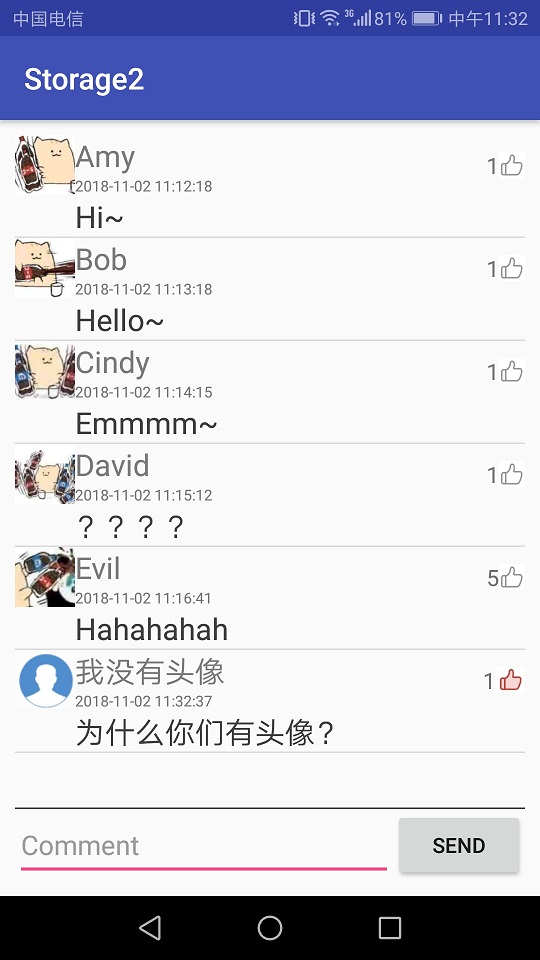 中国电信 3G 81% 中午11:32
Storage2
Amy
1
2018-11-02 11:12:18
Hi~
Bob
1
2018-11-02 11:13:18
Hello~
Cindy
1
2018-11-02 11:14:15
Emmmm~
David
1
2018-11-02 11:15:12
？？？？
Evil
5
2018-11-02 11:16:41
Hahahahah
我没有头像
1
2018-11-02 11:32:37
为什么你们有头像？
Comment
SEND